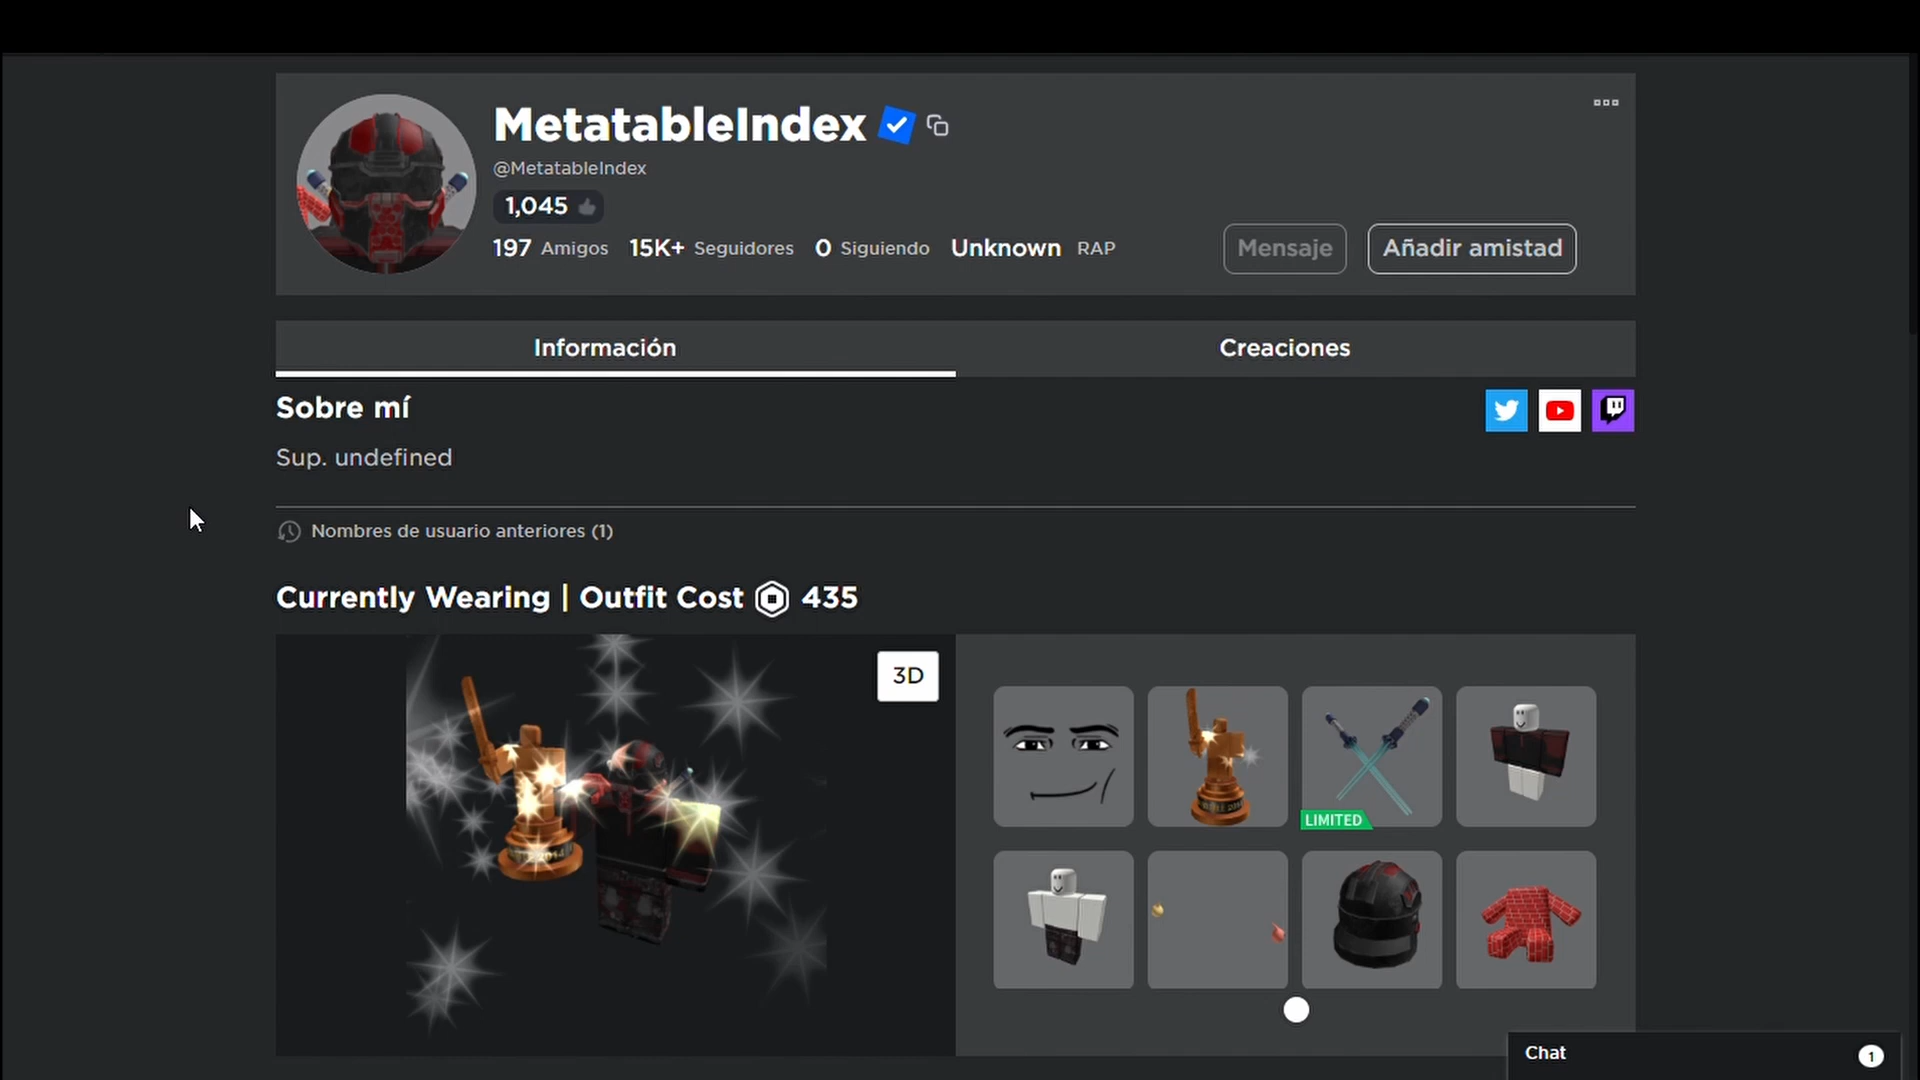 MetatableIndex
@MetatableIndex
1,045
197 Amigos 15K+ Seguidores 0 Siguiendo Unknown RAP
Mensaje
Añadir amistad
Información
Creaciones
Sobre mí
Sup. undefined
Nombres de usuario anteriores (1)
Currently Wearing | Outfit Cost 435
3D
LIMITED
Chat
1